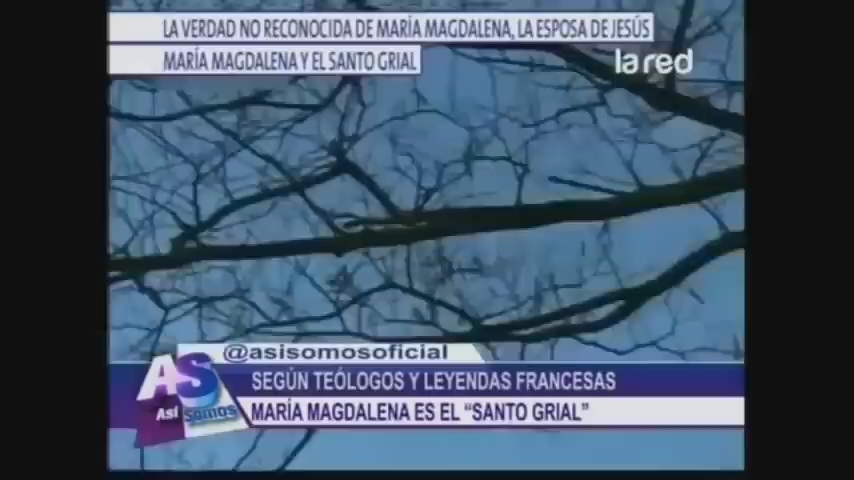 LA VERDAD NO RECONOCIDA DE MARÍA MAGDALENA, LA ESPOSA DE JESÚS
MARÍA MAGDALENA Y EL SANTO GRIAL
la red
@asisomosoficial
AS
Así Somos
SEGÚN TEÓLOGOS Y LEYENDAS FRANCESAS
MARÍA MAGDALENA ES EL “SANTO GRIAL”